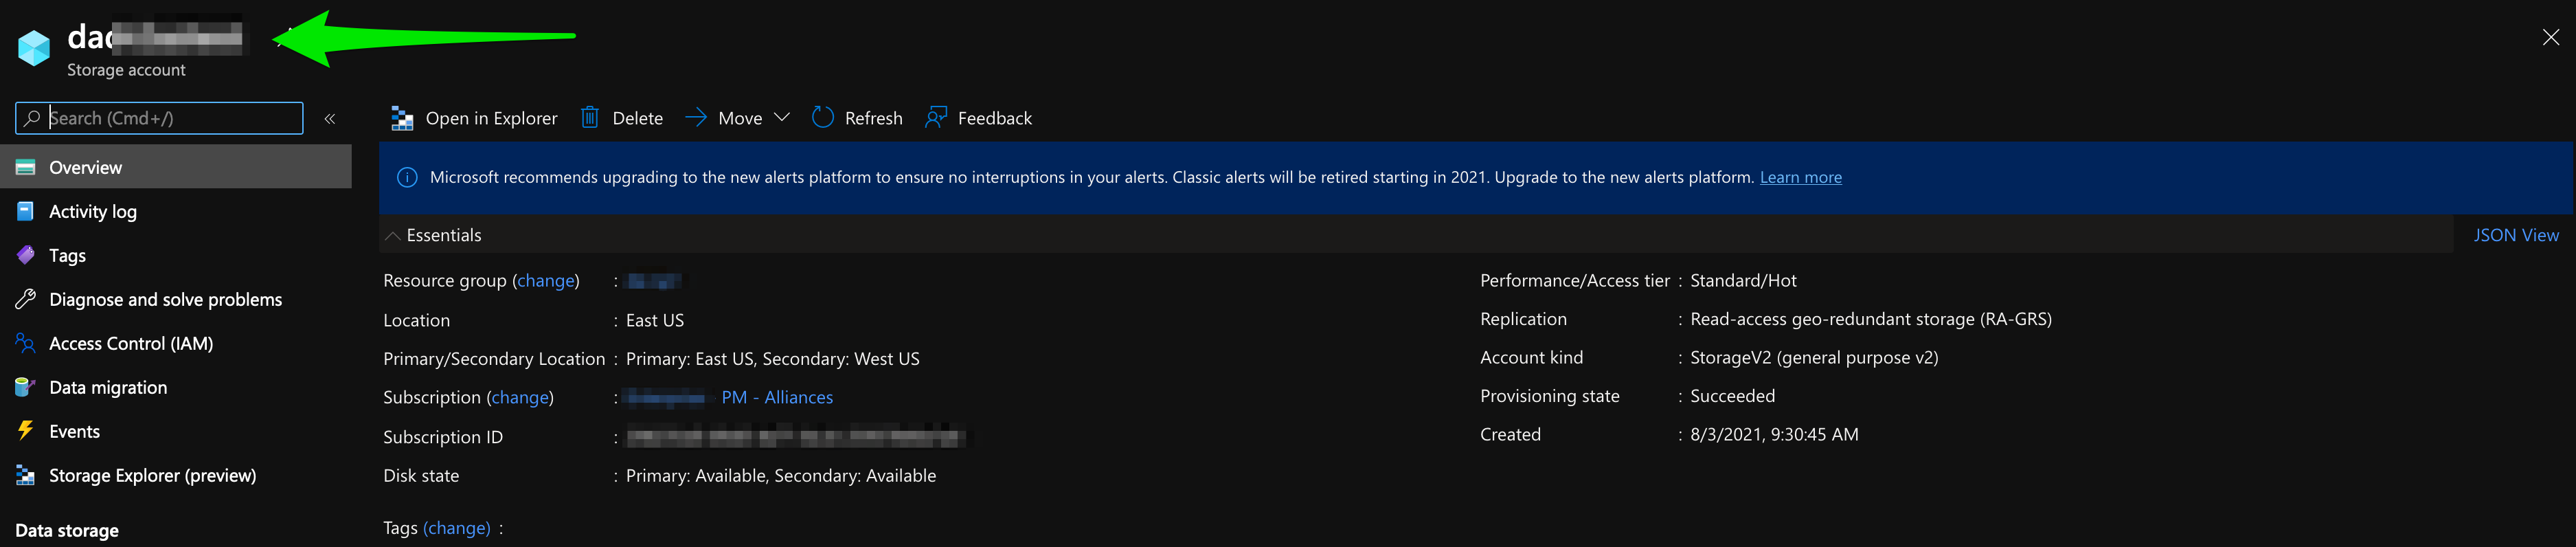 Storage account
Search (Cmd+/)
«
Overview
Activity log
Tags
Diagnose and solve problems
Access Control (IAM)
Data migration
Events
Storage Explorer (preview)
Data storage
Open in Explorer Delete Move Refresh Feedback
Microsoft recommends upgrading to the new alerts platform to ensure no interruptions in your alerts. Classic alerts will be retired starting in 2021. Upgrade to the new alerts platform. Learn more
Essentials
JSON View
Resource group (change) :
Location : East US
Primary/Secondary Location : Primary: East US, Secondary: West US
Subscription (change) : PM - Alliances
Subscription ID :
Disk state : Primary: Available, Secondary: Available
Tags (change) :
Performance/Access tier : Standard/Hot
Replication : Read-access geo-redundant storage (RA-GRS)
Account kind : StorageV2 (general purpose v2)
Provisioning state : Succeeded
Created : 8/3/2021, 9:30:45 AM